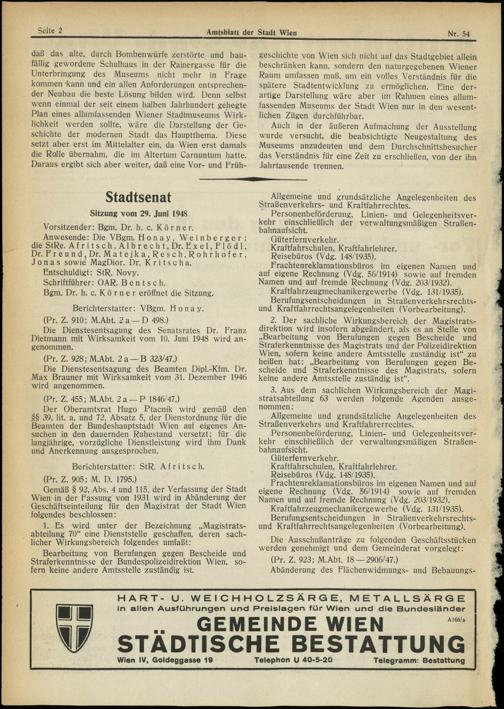 Seite 2
Amtsblatt der Stadt Wien
Nr. 54
daß das alte, durch Bombenwürfe zerstörte und bau-
fällig gewordene Schulhaus in der Rainergasse für die
Unterbringung des Museums nicht mehr in Frage
kommen kann und ein allen Anforderungen entsprechen-
der Neubau die beste Lösung bilden wird. Denn selbst
wenn einmal der seit einem halben Jahrhundert gehegte
Plan eines allumfassenden Wiener Stadtmuseums Wirk-
lichkeit werden sollte, wäre die Darstellung der Ge-
schichte der modernen Stadt das Hauptthema. Diese
setzt aber erst im Mittelalter ein, da Wien erst damals
die Rolle übernahm, die im Altertum Carnuntum hatte.
Daraus ergibt sich aber weiter, daß eine Vor- und Früh-
geschichte von Wien sich nicht auf das Stadtgebiet allein
beschränken kann, sondern den naturgegebenen Wiener
Raum umfassen muß, um ein volles Verständnis für die
spätere Stadtentwicklung zu ermöglichen. Eine der-
artige Darstellung wäre aber im Rahmen eines allum-
fassenden Museums der Stadt Wien nur in den wesent-
lichen Zügen durchführbar.
Auch in der äußeren Aufmachung der Ausstellung
wurde versucht, die beabsichtigte Neugestaltung des
Museums anzudeuten und dem Durchschnittsbesucher
das Verständnis für eine Zeit zu erschließen, von der ihn
Jahrtausende trennen.
Stadtsenat
Sitzung vom 29. Juni 1948
Vorsitzender: Bgm. Dr. h. c. Körner.
Anwesende: Die VBgm. Honay, Weinberger;
die StRe. Afritsch, Albrecht, Dr. Exel, Flödl,
Dr. Freund, Dr. Matejka, Resch, Rohrhofer,
Jonas sowie MagDior. Dr. Kritscha.
Entschuldigt: StR. Novy.
Schriftführer: OAR. Bentsch.
Bgm. Dr. h. c. Körner eröffnet die Sitzung.
Berichterstatter: VBgm. Honay.
(Pr. Z. 910; M.Abt. 2 a — D 498.)
Die Dienstesentsagung des Senatsrates Dr. Franz
Dietmann mit Wirksamkeit vom 10. Juni 1948 wird an-
genommen.
(Pr. Z. 928; M.Abt. 2 a — B 323/47.)
Die Dienstesentsagung des Beamten Dipl.-Kfm. Dr.
Max Brauner mit Wirksamkeit vom 31. Dezember 1946
wird angenommen.
(Pr. Z. 455; M.Abt. 2 a — P 1846/47.)
Der Oberamtsrat Hugo Ptacnik wird gemäß den
§§ 39, lit. a, und 72, Absatz 5, der Dienstordnung für die
Beamten der Bundeshauptstadt Wien auf eigenes An-
suchen in den dauernden Ruhestand versetzt; für die
langjährige, vorzügliche Dienstleistung wird ihm Dank
und Anerkennung ausgesprochen.
Berichterstatter: StR. Afritsch.
(Pr. Z. 905; M. D. 1795.)
Gemäß § 92, Abs. 4 und 115, der Verfassung der Stadt
Wien in der Fassung von 1931 wird in Abänderung der
Geschäftseinteilung für den Magistrat der Stadt Wien
folgendes beschlossen:
1. Es wird unter der Bezeichnung „Magistrats-
abteilung 70“ eine Dienststelle geschaffen, deren sach-
licher Wirkungsbereich folgendes umfaßt:
Bearbeitung von Berufungen gegen Bescheide und
Straferkenntnisse der Bundespolizeidirektion Wien, so-
fern keine andere Amtsstelle zuständig ist.
Allgemeine und grundsätzliche Angelegenheiten des
Straßenverkehrs- und Kraftfahrrechtes.
Personenbeförderung, Linien- und Gelegenheitsver-
kehr einschließlich der verwaltungsmäßigen Straßen-
bahnaufsicht.
Güterfernverkehr.
Kraftfahrschulen, Kraftfahrlehrer.
Reisebüros (Vdg. 148/1935).
Frachtenreklamationsbüros im eigenen Namen und
auf eigene Rechnung (Vdg. 56/1914) sowie auf fremden
Namen und auf fremde Rechnung (Vdg. 203/1932).
Kraftfahrzeugmechanikergewerbe (Vdg. 131/1935).
Berufungsentscheidungen in Straßenverkehrsrechts-
und Kraftfahrrechtsangelegenheiten (Vorbearbeitung).
2. Der sachliche Wirkungsbereich der Magistrats-
direktion wird insofern abgeändert, als es an Stelle von
„Bearbeitung von Berufungen gegen Bescheide und
Straferkenntnisse des Magistrats und der Polizeidirektion
Wien, sofern keine andere Amtsstelle zuständig ist“ zu
heißen hat: „Bearbeitung von Berufungen gegen Be-
scheide und Straferkenntnisse des Magistrats, sofern
keine andere Amtsstelle zuständig ist“.
3. Aus dem sachlichen Wirkungsbereich der Magi-
stratsabteilung 63 werden folgende Agenden ausge-
nommen:
Allgemeine und grundsätzliche Angelegenheiten des
Straßenverkehrs und Kraftfahrrechtes.
Personenbeförderung, Linien- und Gelegenheitsver-
kehr einschließlich der verwaltungsmäßigen Straßen-
bahnaufsicht.
Güterfernverkehr.
Kraftfahrschulen, Kraftfahrlehrer.
Reisebüros (Vdg. 148/1935).
Frachtenreklamationsbüros im eigenen Namen und auf
eigene Rechnung (Vdg. 56/1914) sowie auf fremden
Namen und auf fremde Rechnung (Vdg. 203/1932).
Kraftfahrzeugmechanikergewerke (Vdg. 131/1935).
Berufungsentscheidungen in Straßenverkehrsrechts-
und Kraftfahrrechtsangelegenheiten (Vorbearbeitung).
Die Ausschußanträge zu folgenden Geschäftsstücken
werden genehmigt und dem Gemeinderat vorgelegt:
(Pr. Z. 923; M.Abt. 18 — 2906/47.)
Abänderung des Flächenwidmungs- und Bebauungs-
HART- U. WEICHHOLZSÄRGE, METALLSÄRGE
in allen Ausführungen und Preislagen für Wien und die Bundesländer
GEMEINDE WIEN
A 166/a
STÄDTISCHE BESTATTUNG
Wien IV, Goldeggasse 19
Telephon U 40-5-20
Telegramm: Bestattung